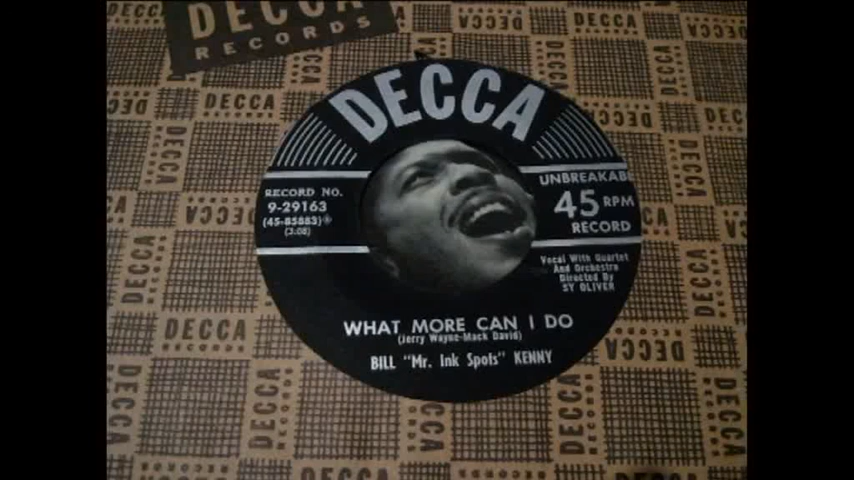 DECCA
RECORDS
DECCA
RECORD NO.
9-29163
(45-85883)
(3:08)
UNBREAKABL
45 RPM
RECORD
Vocal With Quartet
And Orchestra
Directed By
SY OLIVER
WHAT MORE CAN I DO
(Jerry Wayne-Mack David)
BILL "Mr. Ink Spots" KENNY